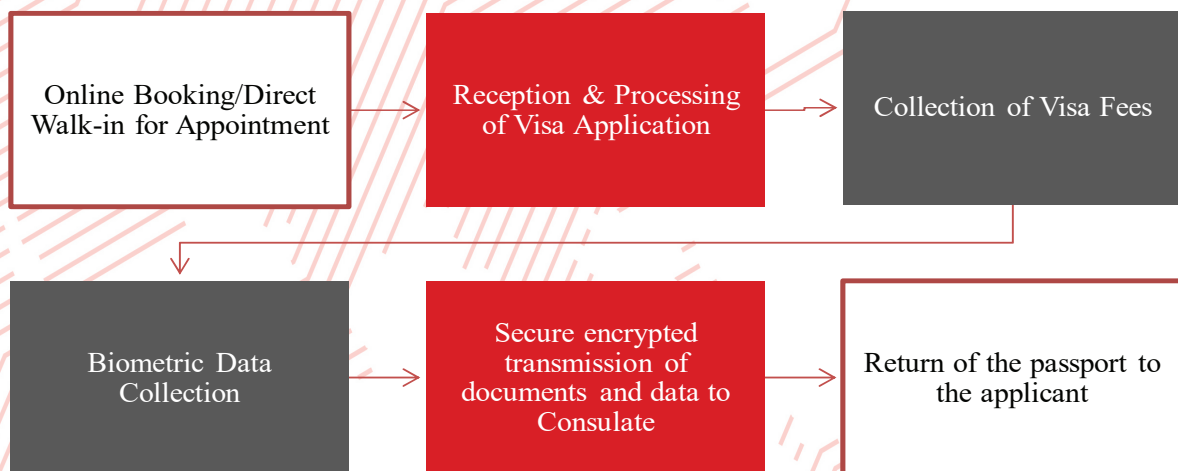 Online Booking/Direct
Walk-in for Appointment
Reception & Processing
of Visa Application
Collection of Visa Fees
Biometric Data
Collection
Secure encrypted
transmission of
documents and data to
Consulate
Return of the passport to
the applicant